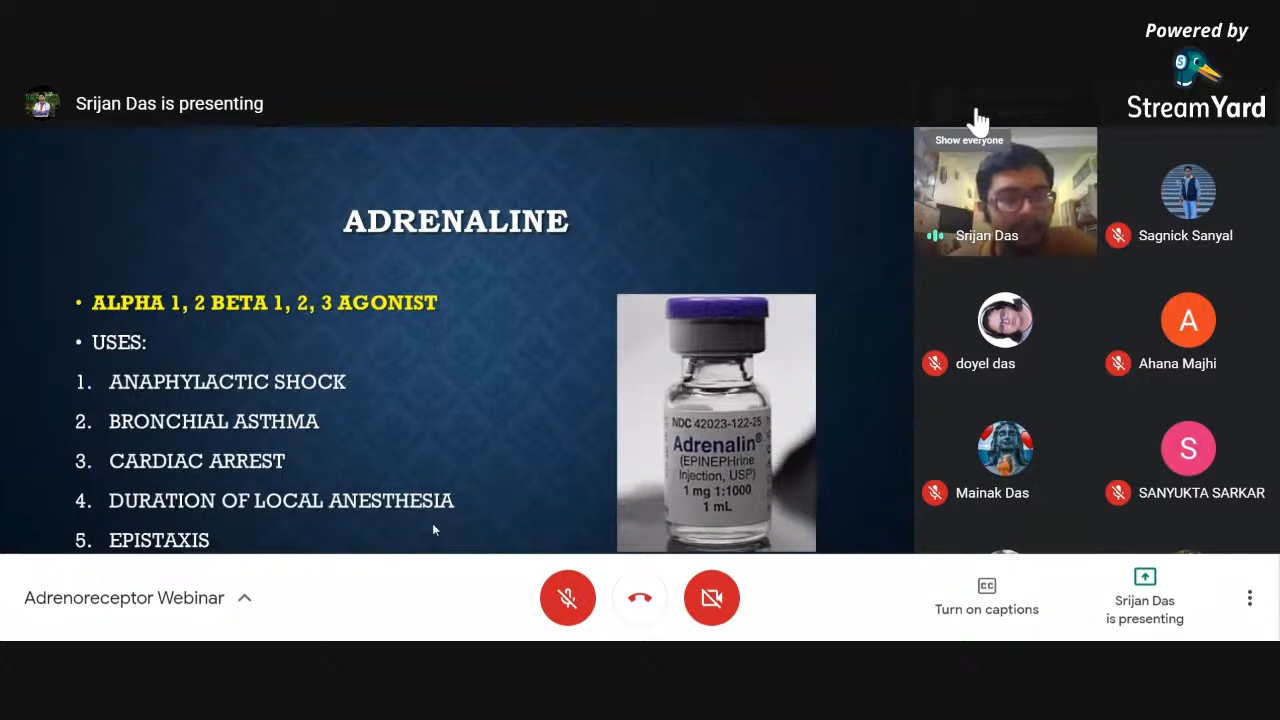 Powered by
StreamYard
Srijan Das is presenting
Show everyone
ADRENALINE
• ALPHA 1, 2 BETA 1, 2, 3 AGONIST
• USES:
1. ANAPHYLACTIC SHOCK
2. BRONCHIAL ASTHMA
3. CARDIAC ARREST
4. DURATION OF LOCAL ANESTHESIA
5. EPISTAXIS
NDC 42023-122-25
Adrenalin®
(EPINEPHrine
Injection, USP)
1 mg 1:1000
1 mL
Srijan Das
Sagnick Sanyal
doyel das
A
Ahana Majhi
Mainak Das
S
SANYUKTA SARKAR
Adrenoreceptor Webinar
CC
Turn on captions
Srijan Das
is presenting